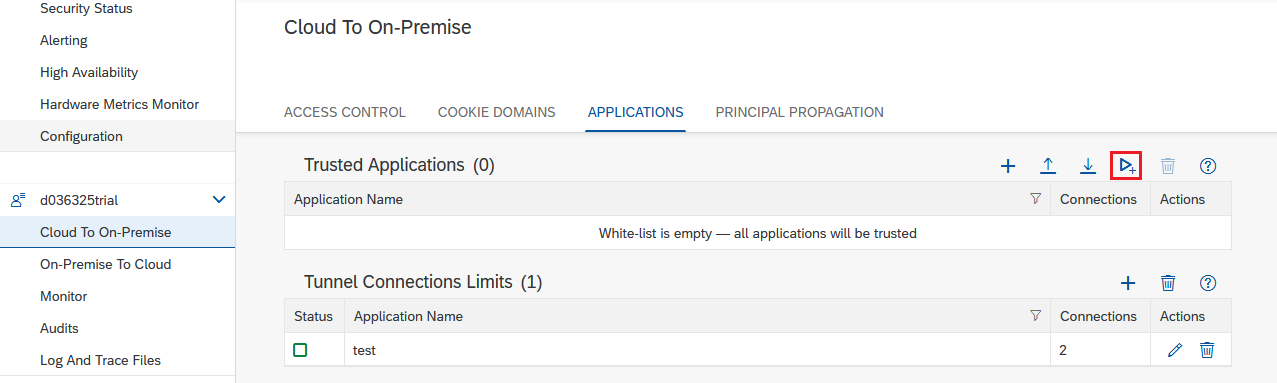 Security Status
Alerting
High Availability
Hardware Metrics Monitor
Configuration
d036325trial
Cloud To On-Premise
On-Premise To Cloud
Monitor
Audits
Log And Trace Files
Cloud To On-Premise
ACCESS CONTROL COOKIE DOMAINS APPLICATIONS PRINCIPAL PROPAGATION
Trusted Applications (0)
Application Name Connections Actions
White-list is empty — all applications will be trusted
Tunnel Connections Limits (1)
Status Application Name Connections Actions
test 2